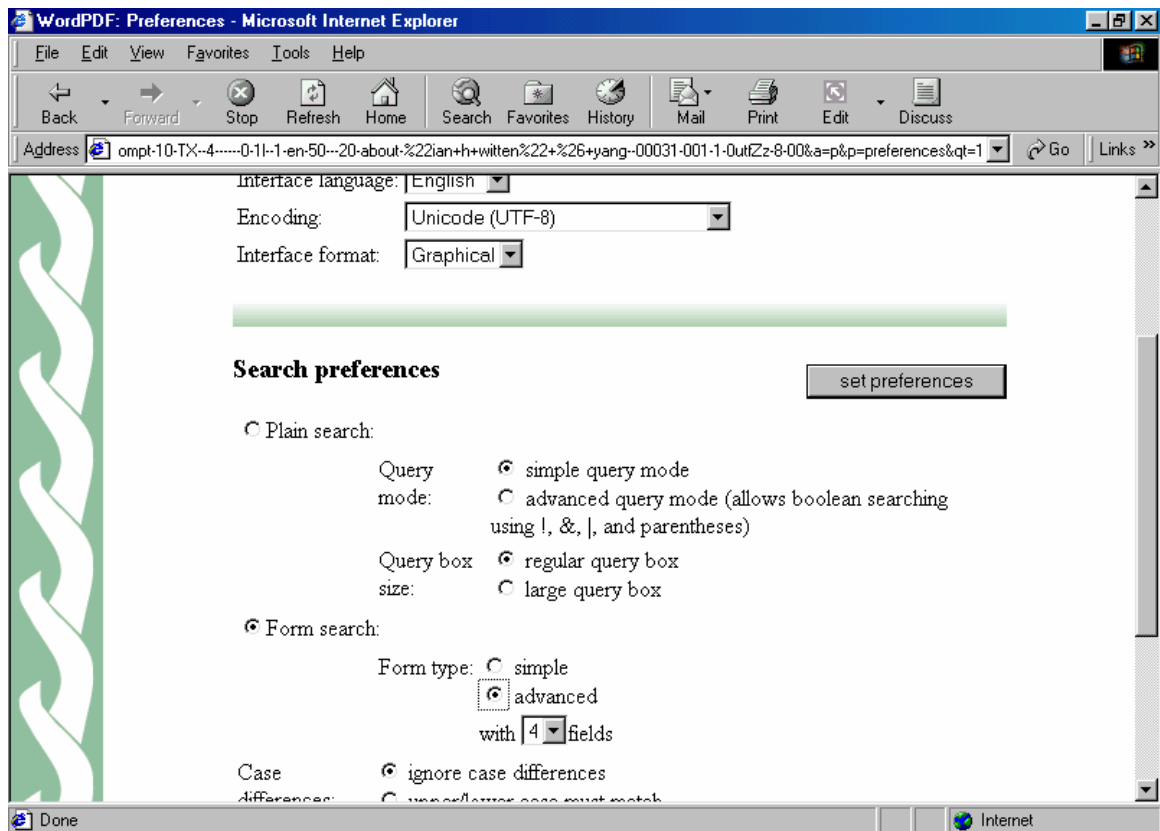 WordPDF: Preferences - Microsoft Internet Explorer
File Edit View Favorites Tools Help
Back Forward Stop Refresh Home Search Favorites History Mail Print Edit Discuss
Address ompt-10-TX--4------0-1l--1-en-50---20-about-%22ian+h+witten%22+%26+yang--00031-001-1-0utfZz-8-00&a=p&p=preferences&qt=1 Go Links »
Interface language: English
Encoding: Unicode (UTF-8)
Interface format: Graphical
Search preferences
set preferences
Plain search:
Query simple query mode
mode: advanced query mode (allows boolean searching
using !, &, |, and parentheses)
Query box regular query box
size: large query box
Form search:
Form type: simple
advanced
with 4 fields
Case ignore case differences
differences: upper/lower case must match
Done Internet